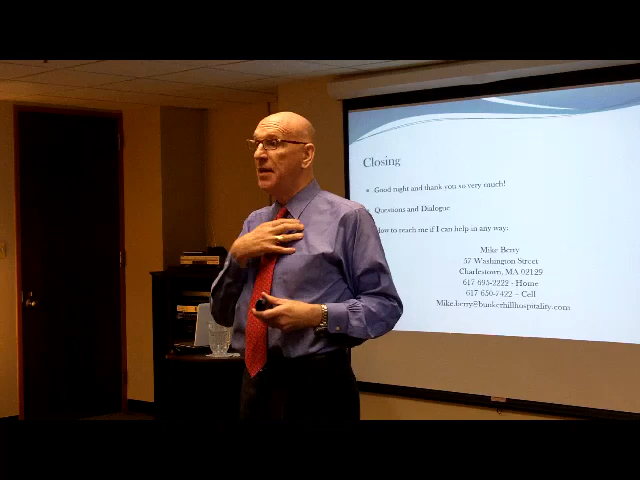 Closing
Good night and thank you so very much!
Questions and Dialogue
How to reach me if I can help in any way:
Mike Berry
57 Washington Street
Charlestown, MA 02129
617 695-2222 - Home
617 650-7422 – Cell
Mike.berry@bunkerhillhospitality.com